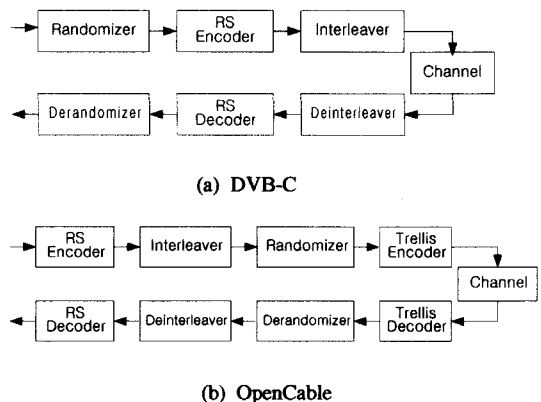 Randomizer
RS
Encoder
Interleaver
Channel
Derandomizer
RS
Decoder
Deinterleaver
(a) DVB-C
RS
Encoder
Interleaver
Randomizer
Trellis
Encoder
Channel
RS
Decoder
Deinterleaver
Derandomizer
Trellis
Decoder
(b) OpenCable